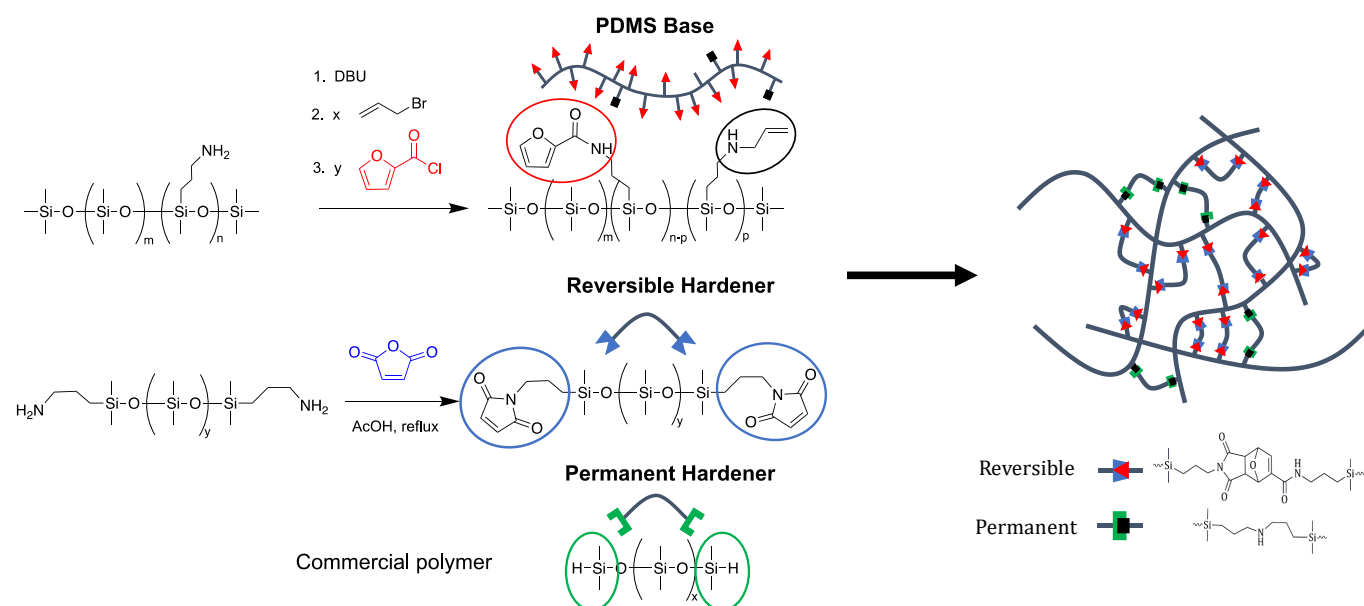 PDMS Base
1. DBU
2. x
Br
3. y
O
O
Cl
NH2
Si-O
Si-O
Si-O
Si
m
n
O
O
NH
H
N
Si-O
Si-O
Si
O
Si-O
Si
m
n-p
p
Reversible Hardener
O
O
O
AcOH, reflux
H2N
Si-O
Si-O
Si
NH2
y
O
N
O
Si-O
Si-O
Si
y
O
N
O
Permanent Hardener
Commercial polymer
H-Si-O
Si-O
Si-H
x
Reversible
Si
O
N
O
O
O
H
N
Si
Permanent
Si
N
H
Si